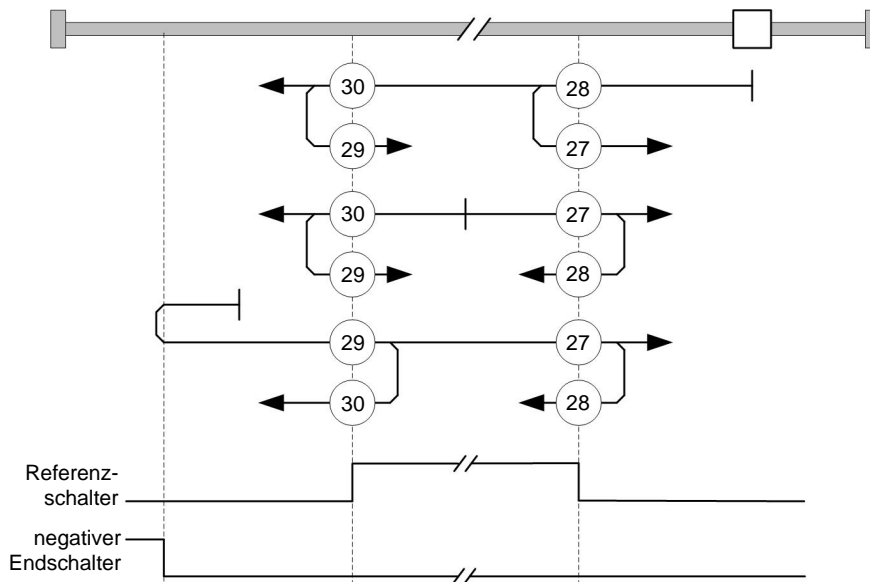 30 28
29 27
30 27
29 28
29 27
30 28
Referenz-
schalter
negativer
Endschalter